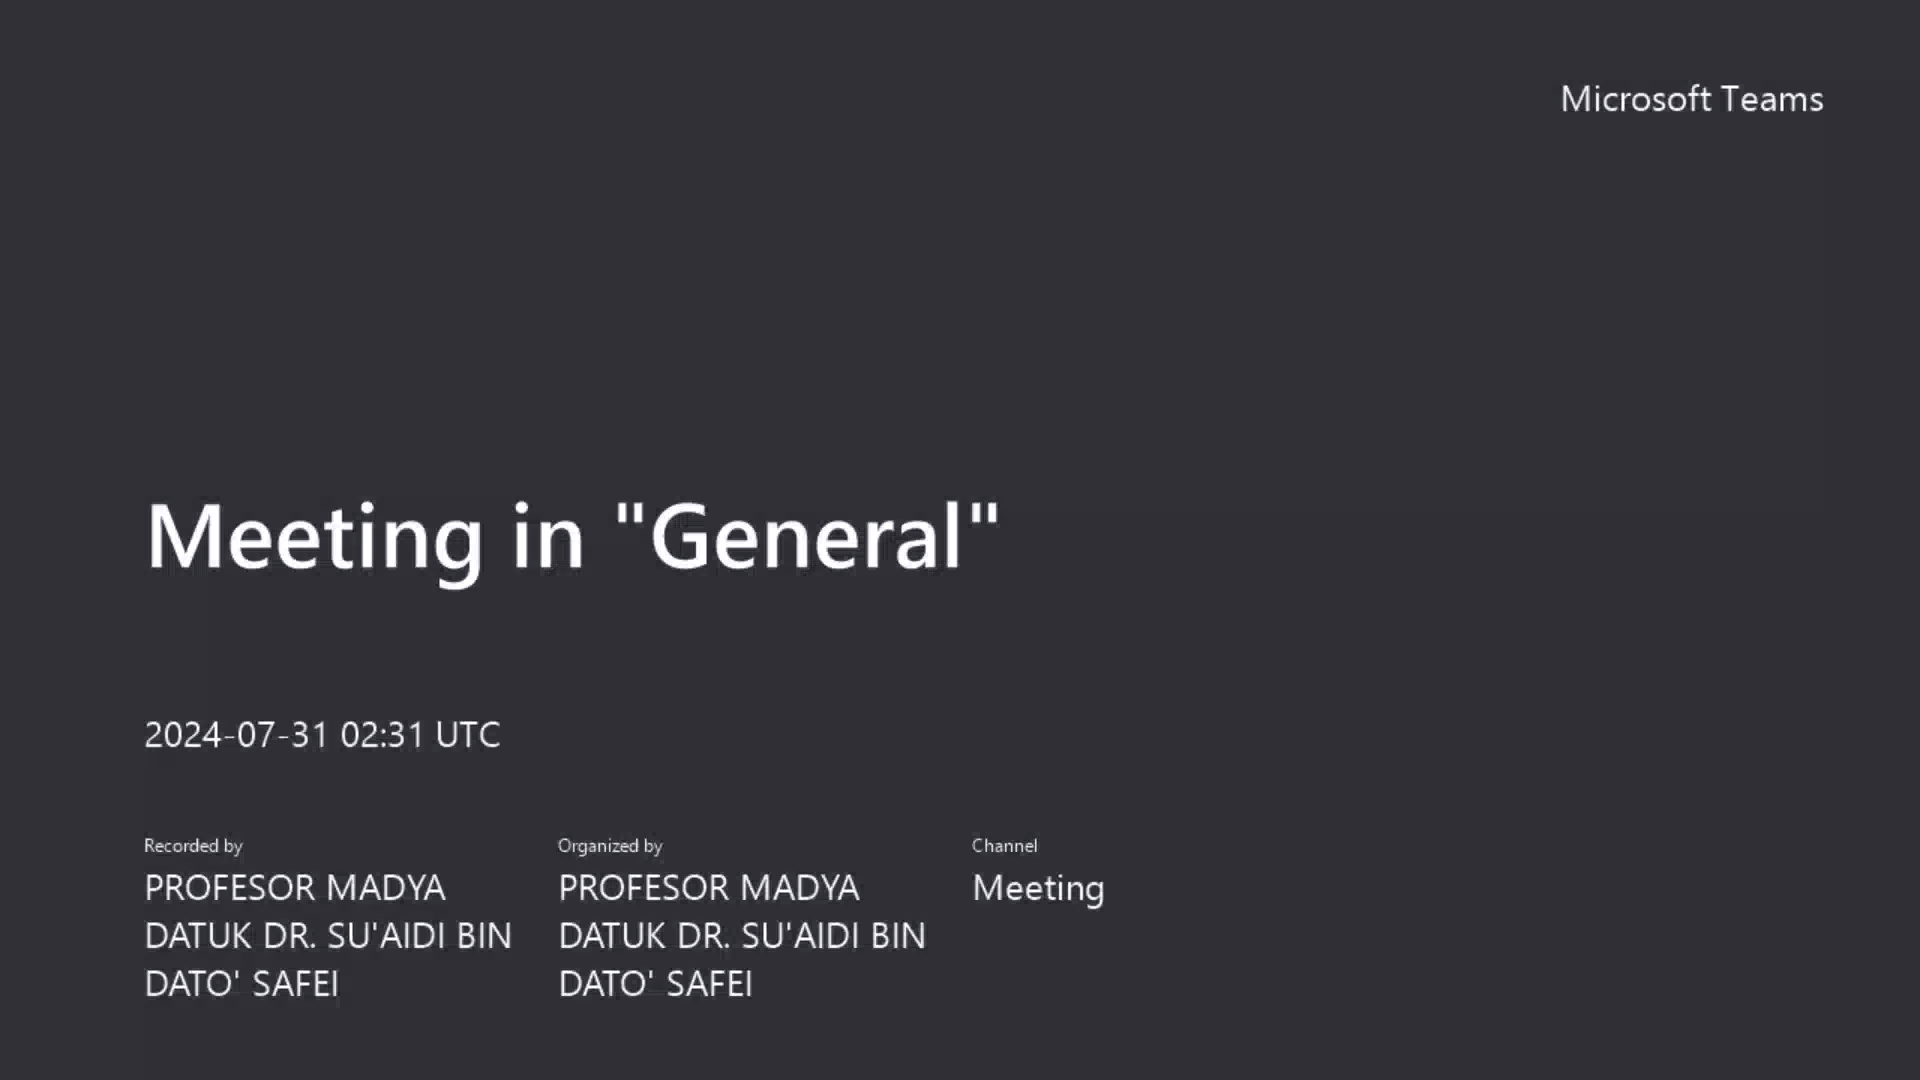 Microsoft Teams
Meeting in "General"
2024-07-31 02:31 UTC
Recorded by
PROFESOR MADYA
DATUK DR. SU'AIDI BIN
DATO' SAFEI
Organized by
PROFESOR MADYA
DATUK DR. SU'AIDI BIN
DATO' SAFEI
Channel
Meeting